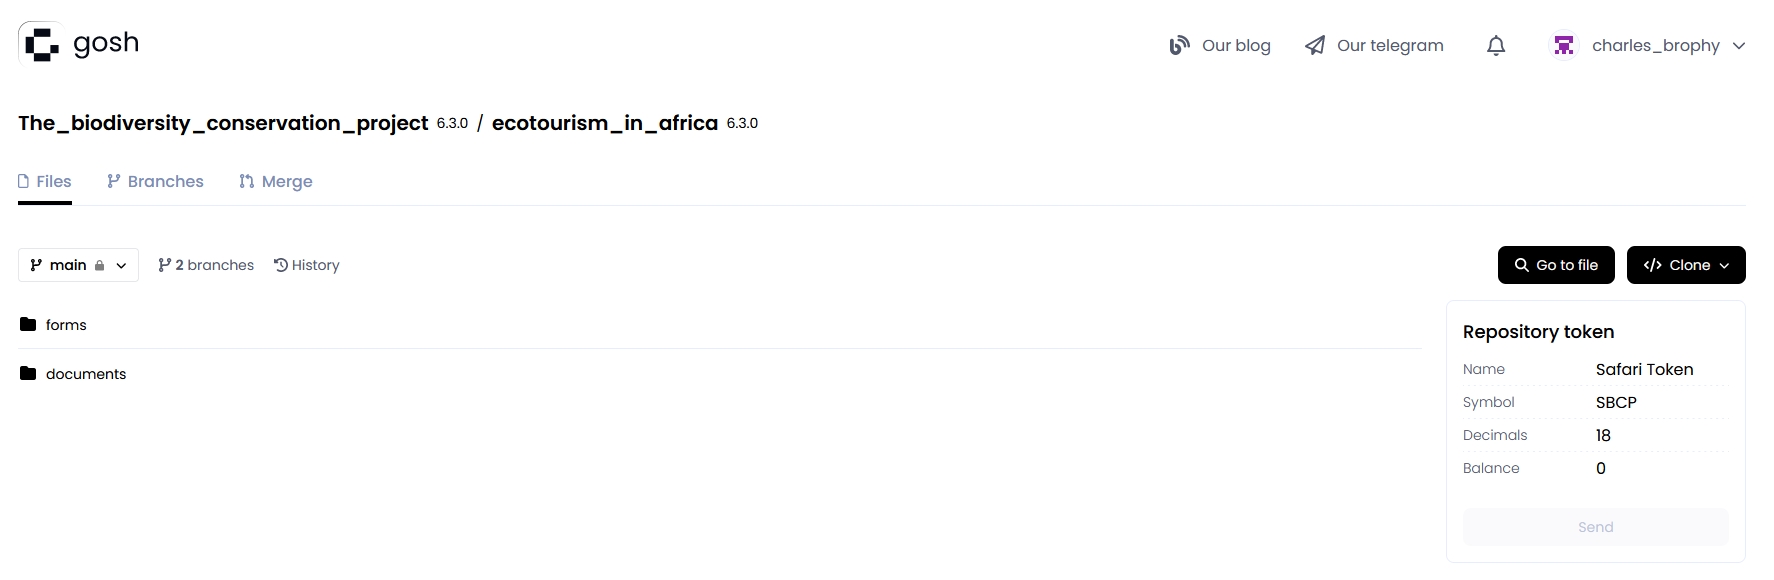 gosh
Our blog
Our telegram
charles_brophy
The_biodiversity_conservation_project 6.3.0 / ecotourism_in_africa 6.3.0
Files
Branches
Merge
main
2 branches
History
Go to file
</> Clone
forms
documents
Repository token
Name Safari Token
Symbol SBCP
Decimals 18
Balance 0
Send